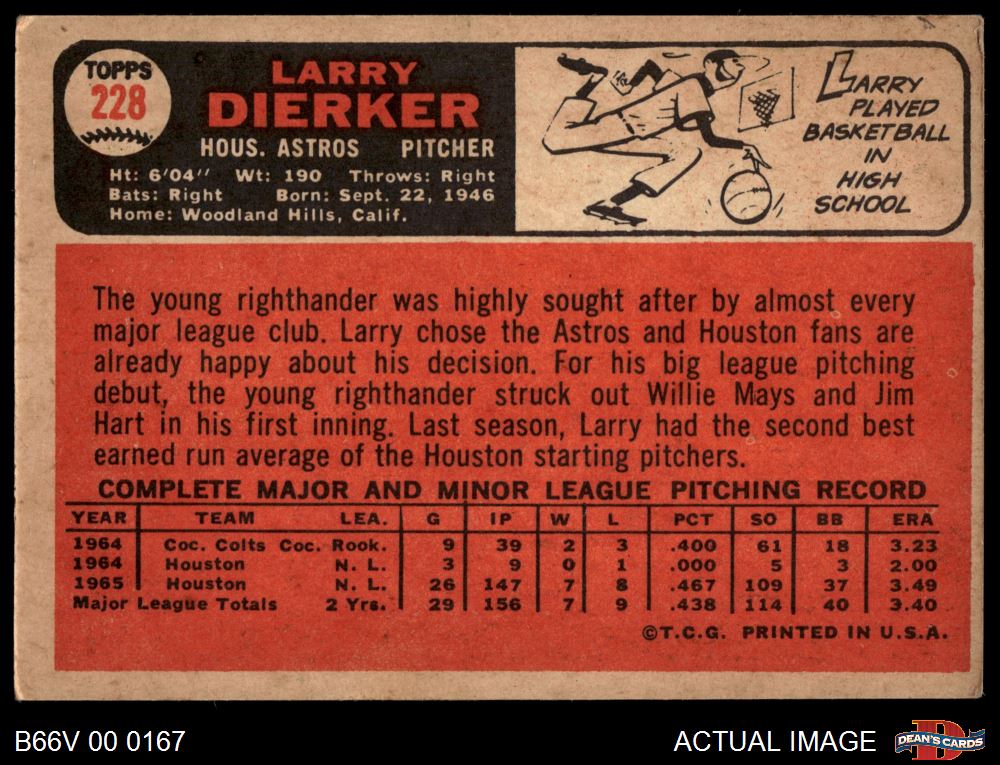 TOPPS
228
LARRY
DIERKER
HOUS. ASTROS PITCHER
Ht: 6'04" Wt: 190 Throws: Right
Bats: Right Born: Sept. 22, 1946
Home: Woodland Hills, Calif.
LARRY
PLAYED
BASKETBALL
IN
HIGH
SCHOOL
The young righthander was highly sought after by almost every
major league club. Larry chose the Astros and Houston fans are
already happy about his decision. For his big league pitching
debut, the young righthander struck out Willie Mays and Jim
Hart in his first inning. Last season, Larry had the second best
earned run average of the Houston starting pitchers.
COMPLETE MAJOR AND MINOR LEAGUE PITCHING RECORD
YEAR TEAM LEA. G IP W L PCT SO BB ERA
1964 Coc. Colts Coc. Rook. 9 39 2 3 .400 61 18 3.23
1964 Houston N. L. 3 9 0 1 .000 5 3 2.00
1965 Houston N. L. 26 147 7 8 .467 109 37 3.49
Major League Totals 2 Yrs. 29 156 7 9 .438 114 40 3.40
©T.C.G. PRINTED IN U.S.A.
B66V 00 0167
ACTUAL IMAGE
DEAN'S CARDS